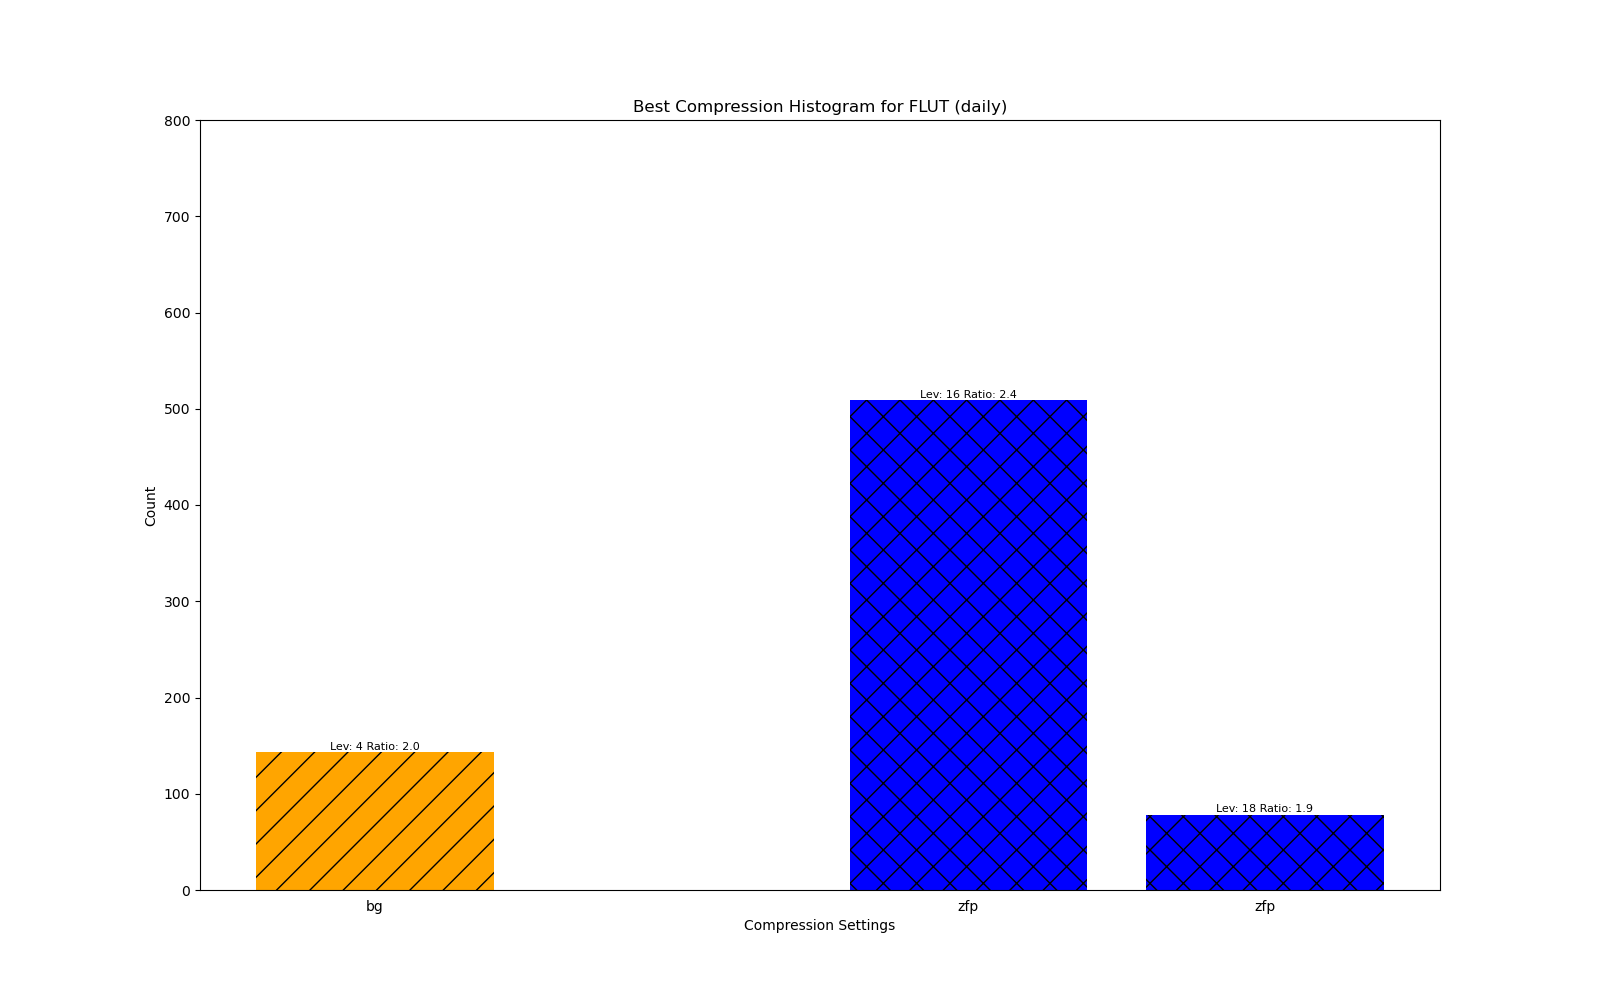 Best Compression Histogram for FLUT (daily)
800
700
600
500
400
300
200
100
0
Count
Lev: 4 Ratio: 2.0
Lev: 16 Ratio: 2.4
Lev: 18 Ratio: 1.9
bg
zfp
zfp
Compression Settings